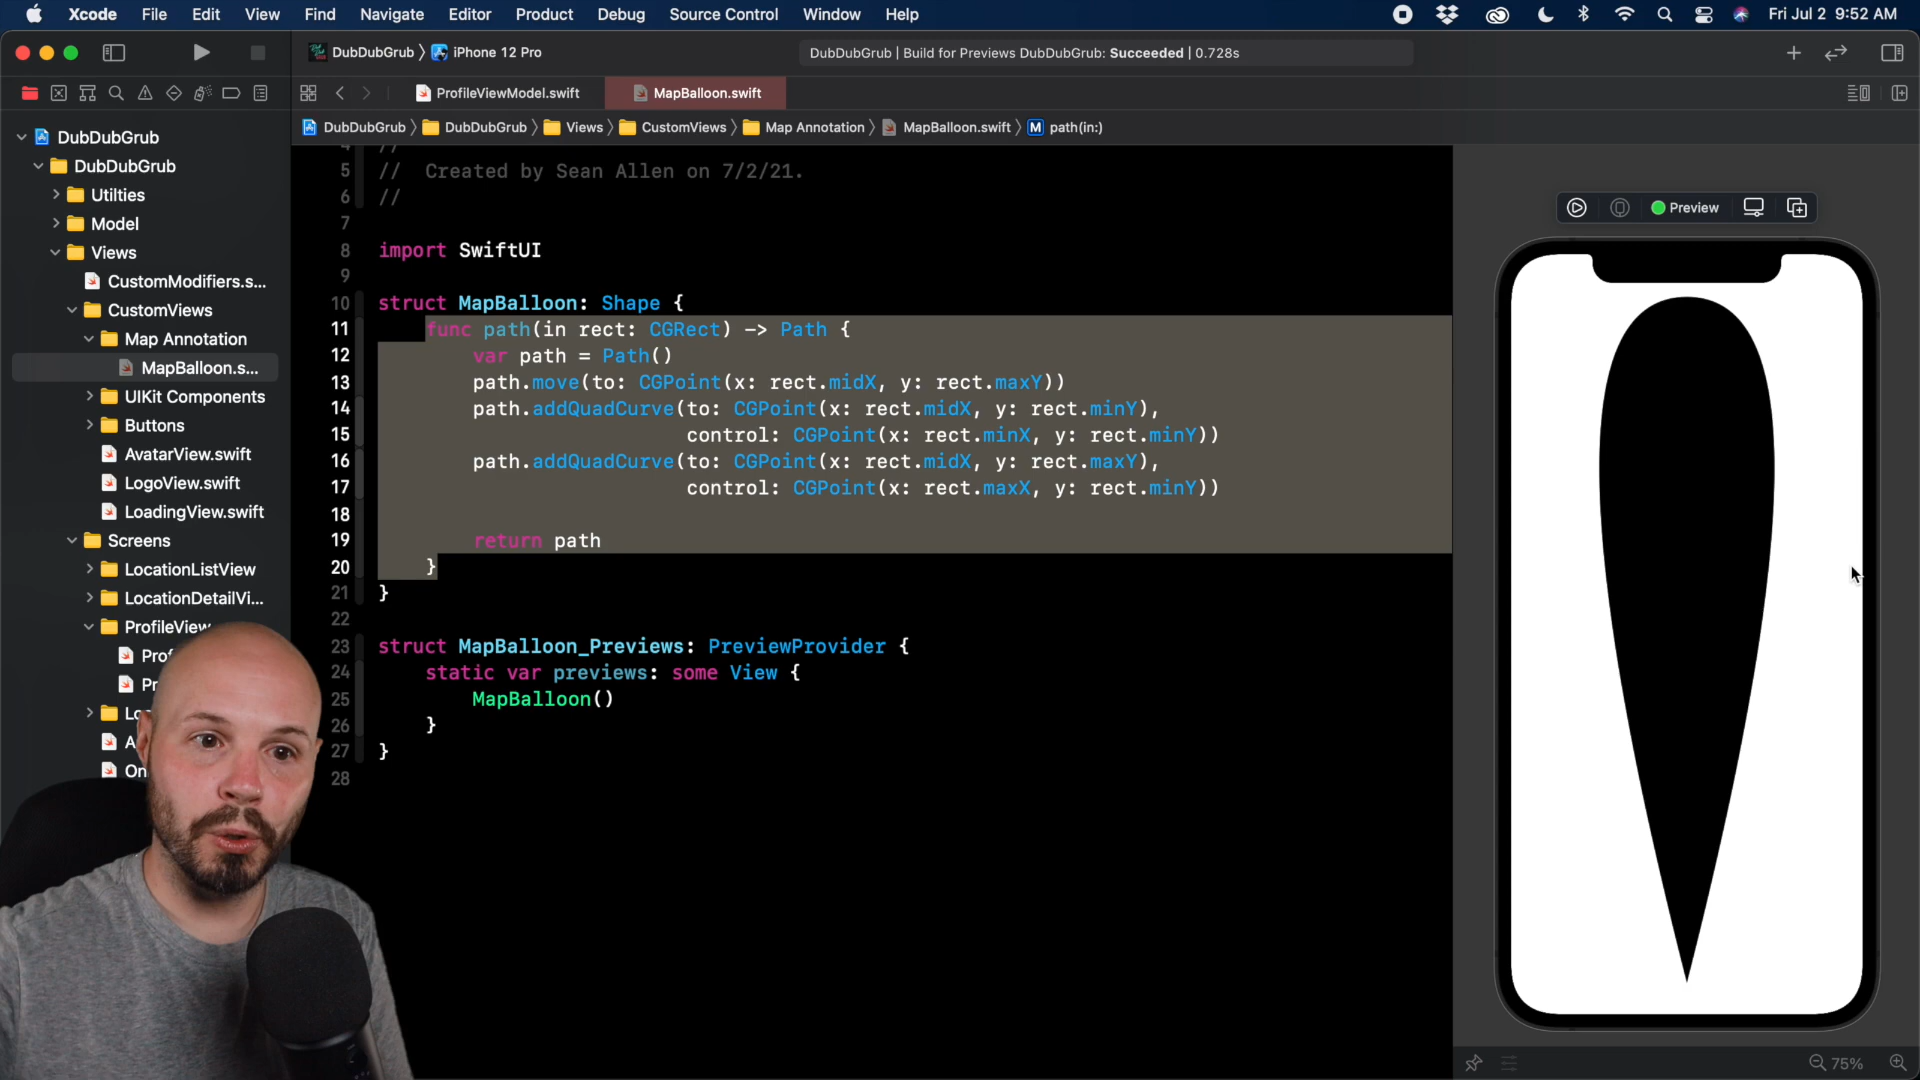 Xcode File Edit View Find Navigate Editor Product Debug Source Control Window Help Fri Jul 2 9:52 AM
DubDubGrub iPhone 12 Pro DubDubGrub | Build for Previews DubDubGrub: Succeeded | 0.728s
ProfileViewModel.swift MapBalloon.swift
DubDubGrub DubDubGrub Views CustomViews Map Annotation MapBalloon.swift M path(in:)
DubDubGrub
DubDubGrub
Utilties
Model
Views
CustomModifiers.s...
CustomViews
Map Annotation
MapBalloon.s...
UIKit Components
Buttons
AvatarView.swift
LogoView.swift
LoadingView.swift
Screens
LocationListView
LocationDetailVi...
ProfileView
4 //
5 // Created by Sean Allen on 7/2/21.
6 //
7
8 import SwiftUI
9
10 struct MapBalloon: Shape {
11 func path(in rect: CGRect) -> Path {
12 var path = Path()
13 path.move(to: CGPoint(x: rect.midX, y: rect.maxY))
14 path.addQuadCurve(to: CGPoint(x: rect.midX, y: rect.minY),
15 control: CGPoint(x: rect.minX, y: rect.minY))
16 path.addQuadCurve(to: CGPoint(x: rect.midX, y: rect.maxY),
17 control: CGPoint(x: rect.maxX, y: rect.minY))
18
19 return path
20 }
21 }
22
23 struct MapBalloon_Previews: PreviewProvider {
24 static var previews: some View {
25 MapBalloon()
26 }
27 }
28
Preview
75%